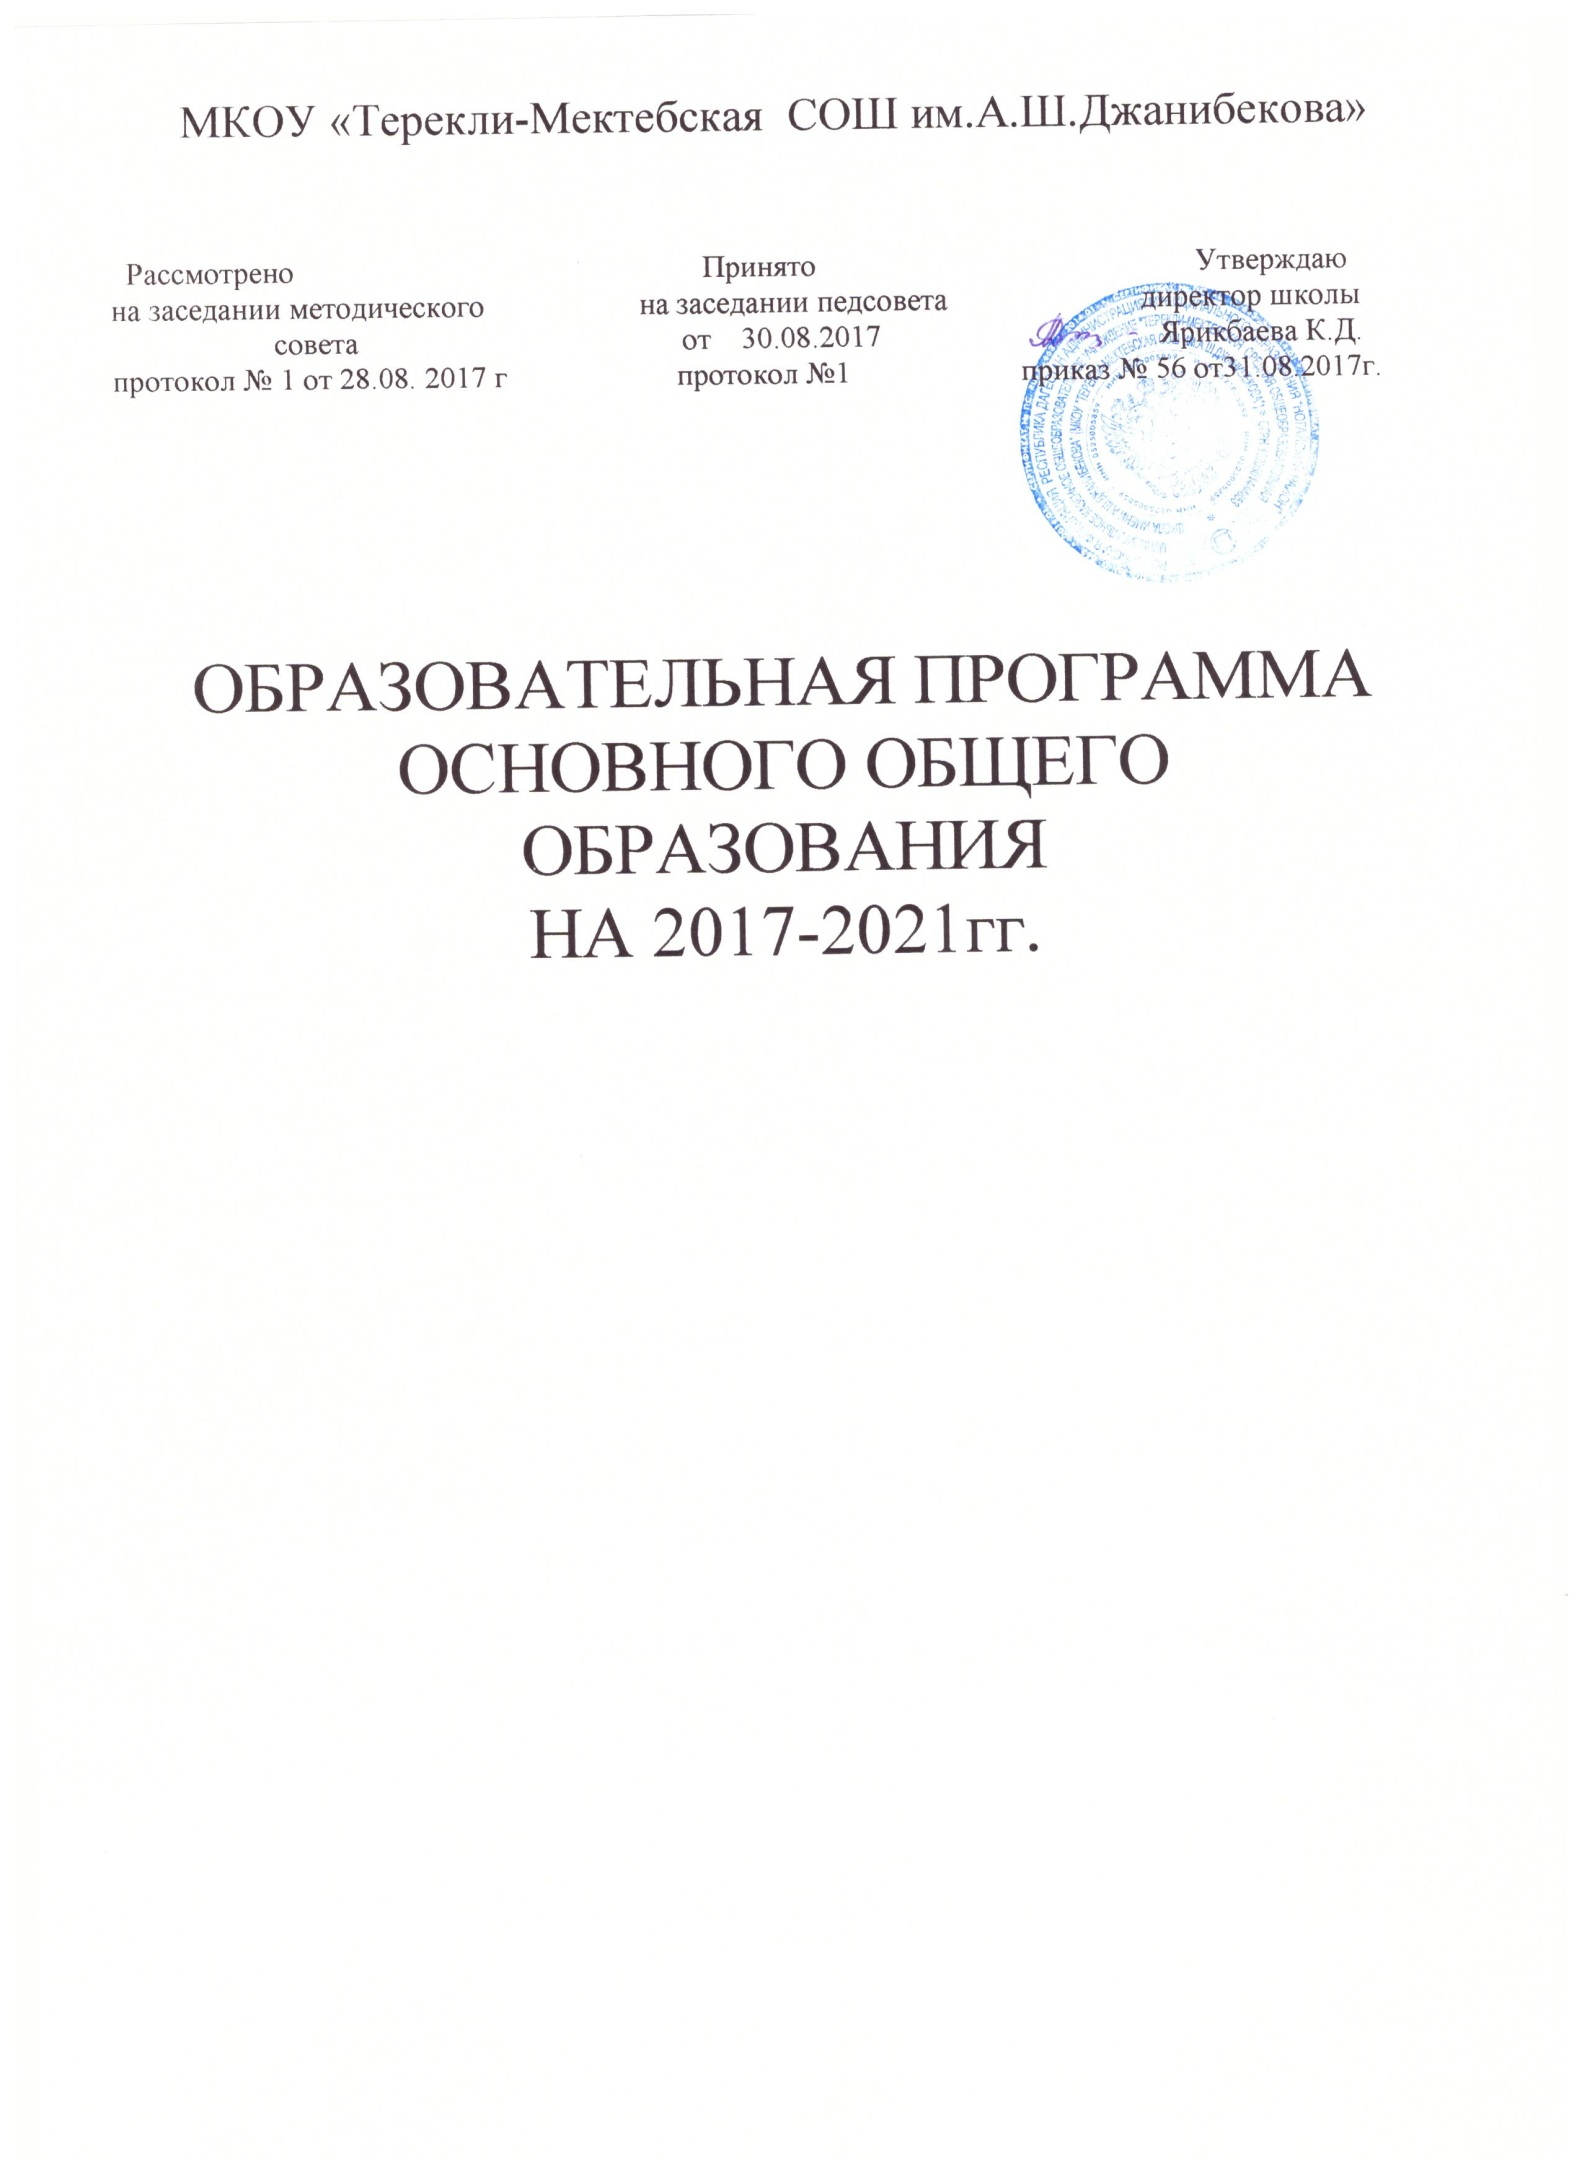 МКОУ «Терекли-Мектебская СОШ им.А.Ш.Джанибекова»
Рассмотрено
на заседании методического
совета
протокол № 1 от 28.08. 2017 г
Принято
на заседании педсовета
от 30.08.2017
протокол №1
Утверждаю
директор школы
Ярикбаева К.Д.
приказ № 56 от31.08.2017г.
ОБРАЗОВАТЕЛЬНАЯ ПРОГРАММА
ОСНОВНОГО ОБЩЕГО
ОБРАЗОВАНИЯ
НА 2017-2021гг.